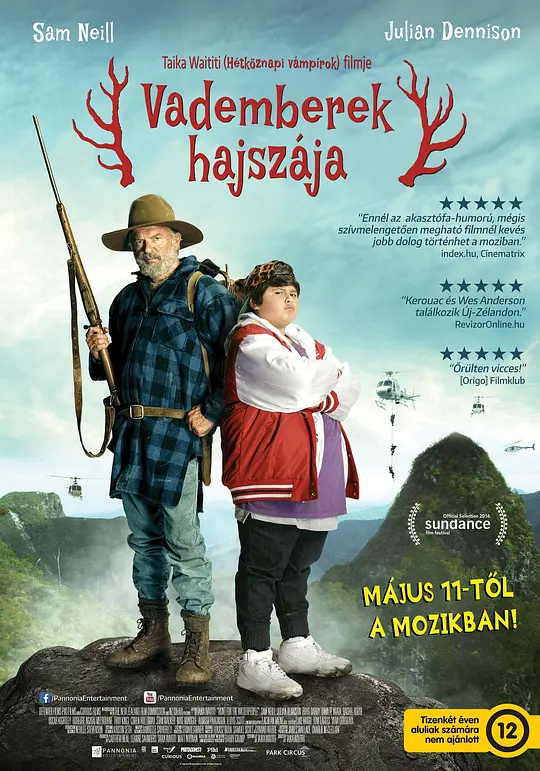 Sam Neill
Julian Dennison
Taika Waititi (Hétköznapi vámpírok) filmje
Vademberek
hajszája
★★★★★
"Ennél az akasztófa-humorú, mégis
szívmelengetően megható filmnél kevés
jobb dolog történhet a moziban."
index.hu, Cinematrix
★★★★★
"Kerouac és Wes Anderson
találkozik Új-Zélandon."
RevizorOnline.hu
★★★★★
"Őrülten vicces!"
[Origo] Filmklub
Official Selection 2016
sundance
film festival
MÁJUS 11-TŐL
A MOZIKBAN!
/PannoniaEntertainment
/PannoniaEntertainment
PANNONIA
ENTERTAINMENT
CURIOUS
PARK CIRCUS
Tizenkét éven
aluliak számára
nem ajánlott
12